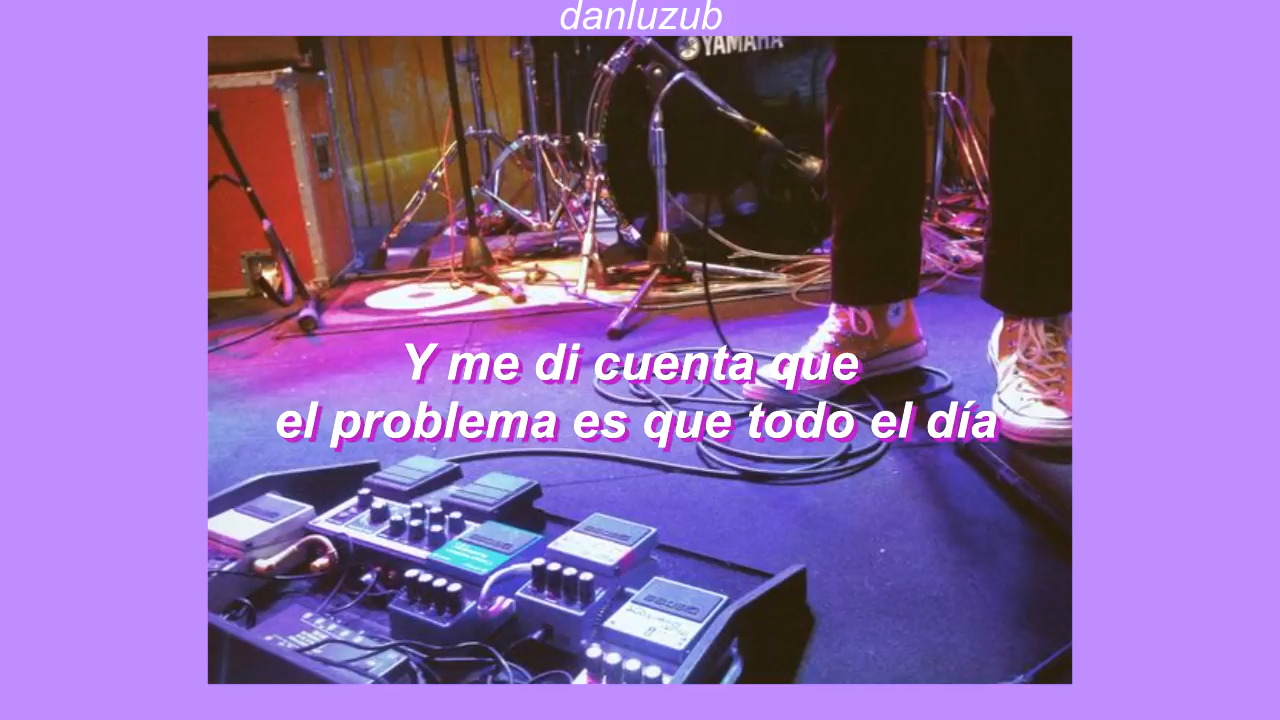 danluzub
YAMAHA
Y me di cuenta que
el problema es que todo el día